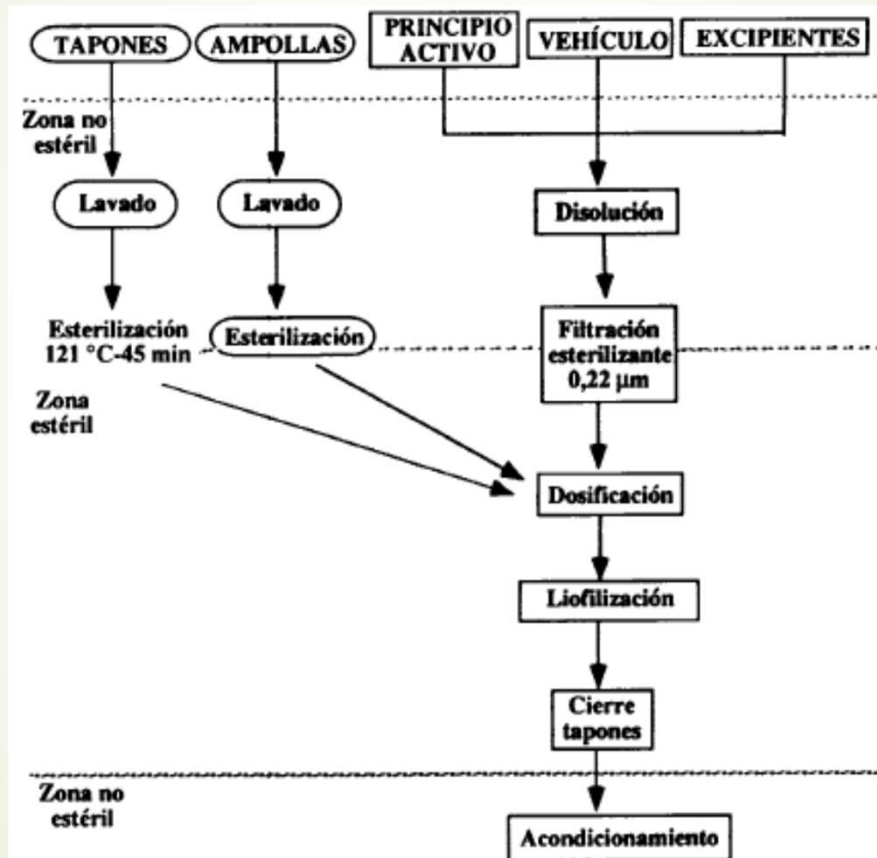 TAPONES
AMPOLLAS
PRINCIPIO
ACTIVO
VEHÍCULO
EXCIPIENTES
Zona no
estéril
Lavado
Lavado
Disolución
Esterilización
121 °C-45 min
Esterilización
Filtración
esterilizante
0,22 µm
Zona
estéril
Dosificación
Liofilización
Cierre
tapones
Zona no
estéril
Acondicionamiento